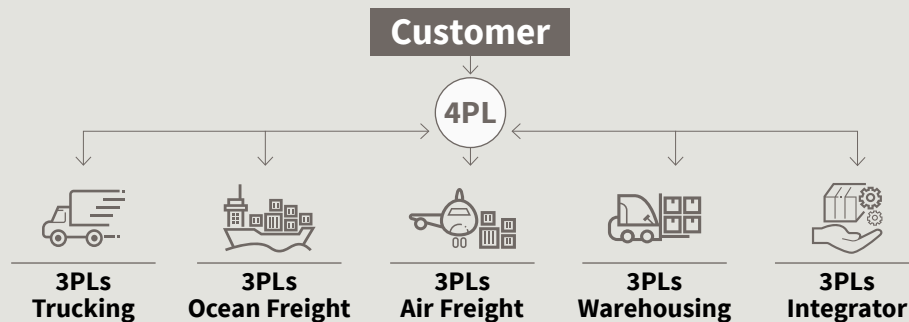 Customer
4PL
3PLs
Trucking
3PLs
Ocean Freight
3PLs
Air Freight
3PLs
Warehousing
3PLs
Integrator